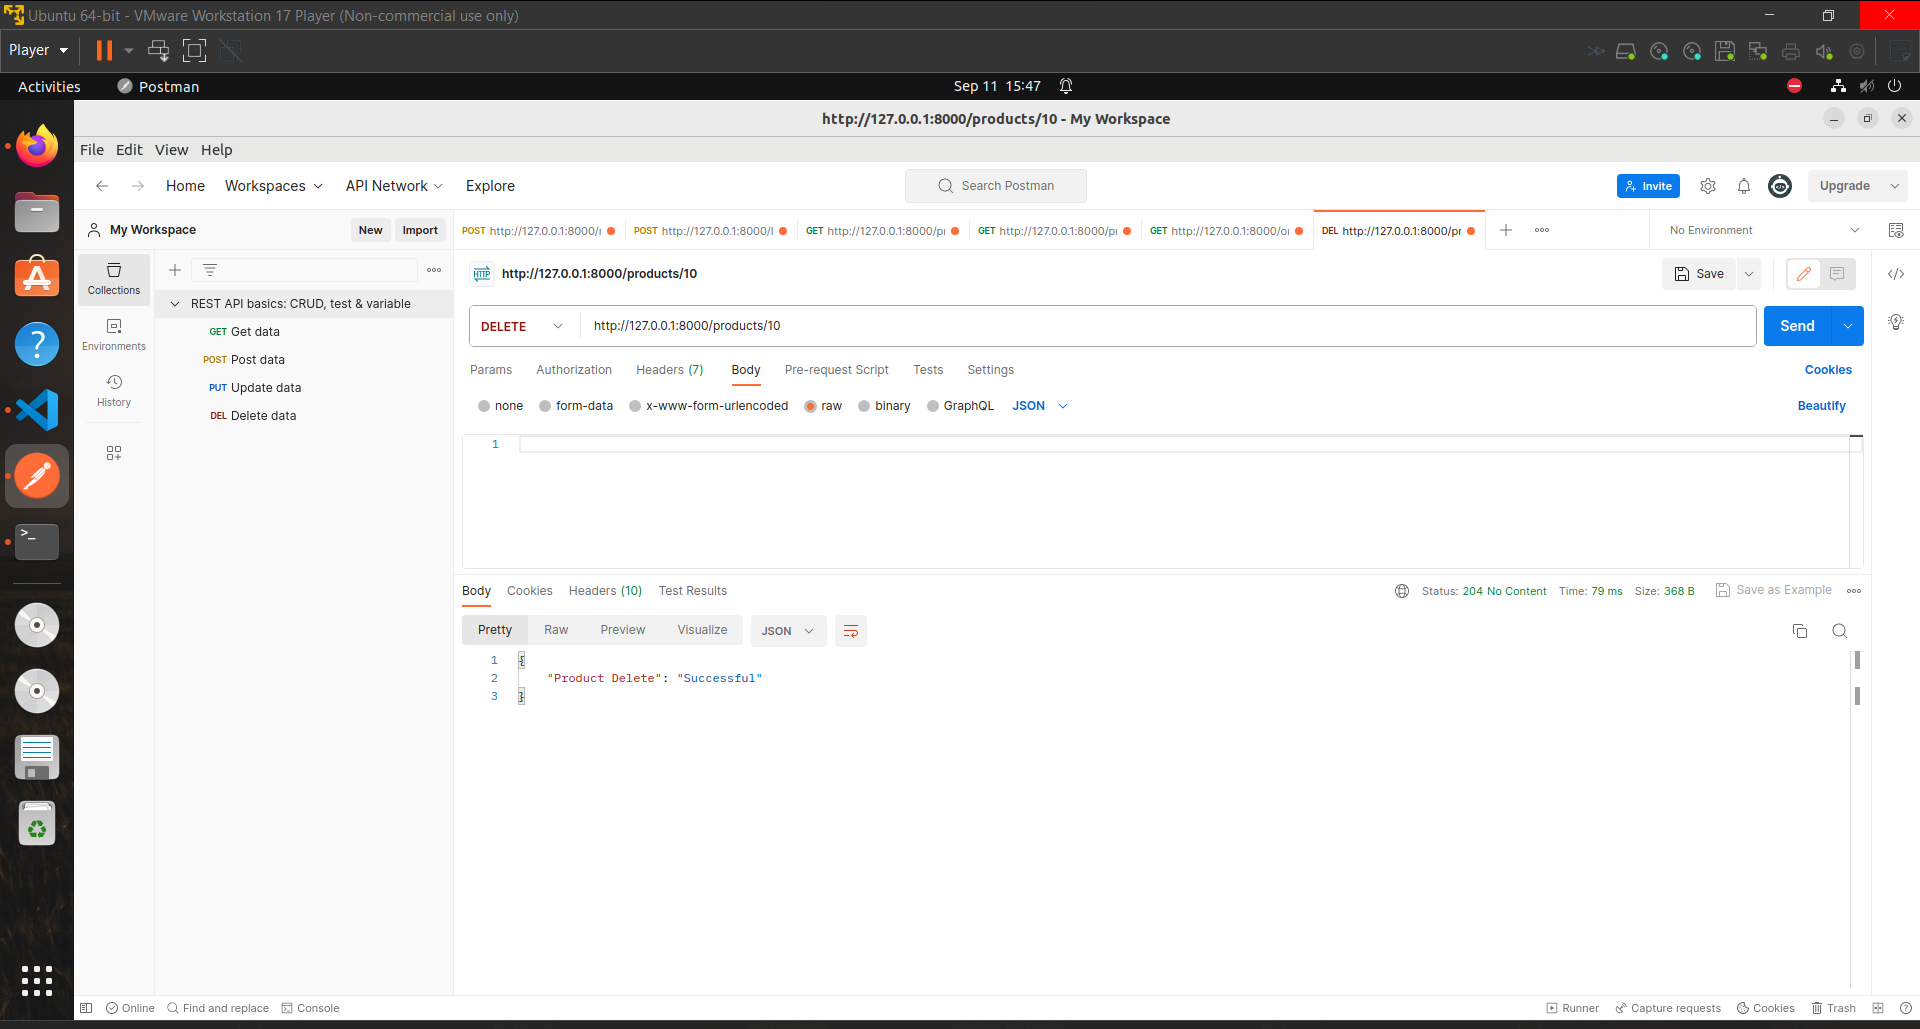 Ubuntu 64-bit - VMware Workstation 17 Player (Non-commercial use only)
Player
Activities Postman Sep 11 15:47
http://127.0.0.1:8000/products/10 - My Workspace
File Edit View Help
Home Workspaces API Network Explore Search Postman Invite Upgrade
My Workspace New Import
POST http://127.0.0.1:8000/ POST http://127.0.0.1:8000/ GET http://127.0.0.1:8000/p GET http://127.0.0.1:8000/p GET http://127.0.0.1:8000/o DEL http://127.0.0.1:8000/pr No Environment
Collections
Environments
History
REST API basics: CRUD, test & variable
GET Get data
POST Post data
PUT Update data
DEL Delete data
HTTP http://127.0.0.1:8000/products/10 Save
DELETE http://127.0.0.1:8000/products/10 Send
Params Authorization Headers (7) Body Pre-request Script Tests Settings Cookies
none form-data x-www-form-urlencoded raw binary GraphQL JSON Beautify
1
Body Cookies Headers (10) Test Results Status: 204 No Content Time: 79 ms Size: 368 B Save as Example
Pretty Raw Preview Visualize JSON
1 {
2 "Product Delete": "Successful"
3 }
Online Find and replace Console Runner Capture requests Cookies Trash